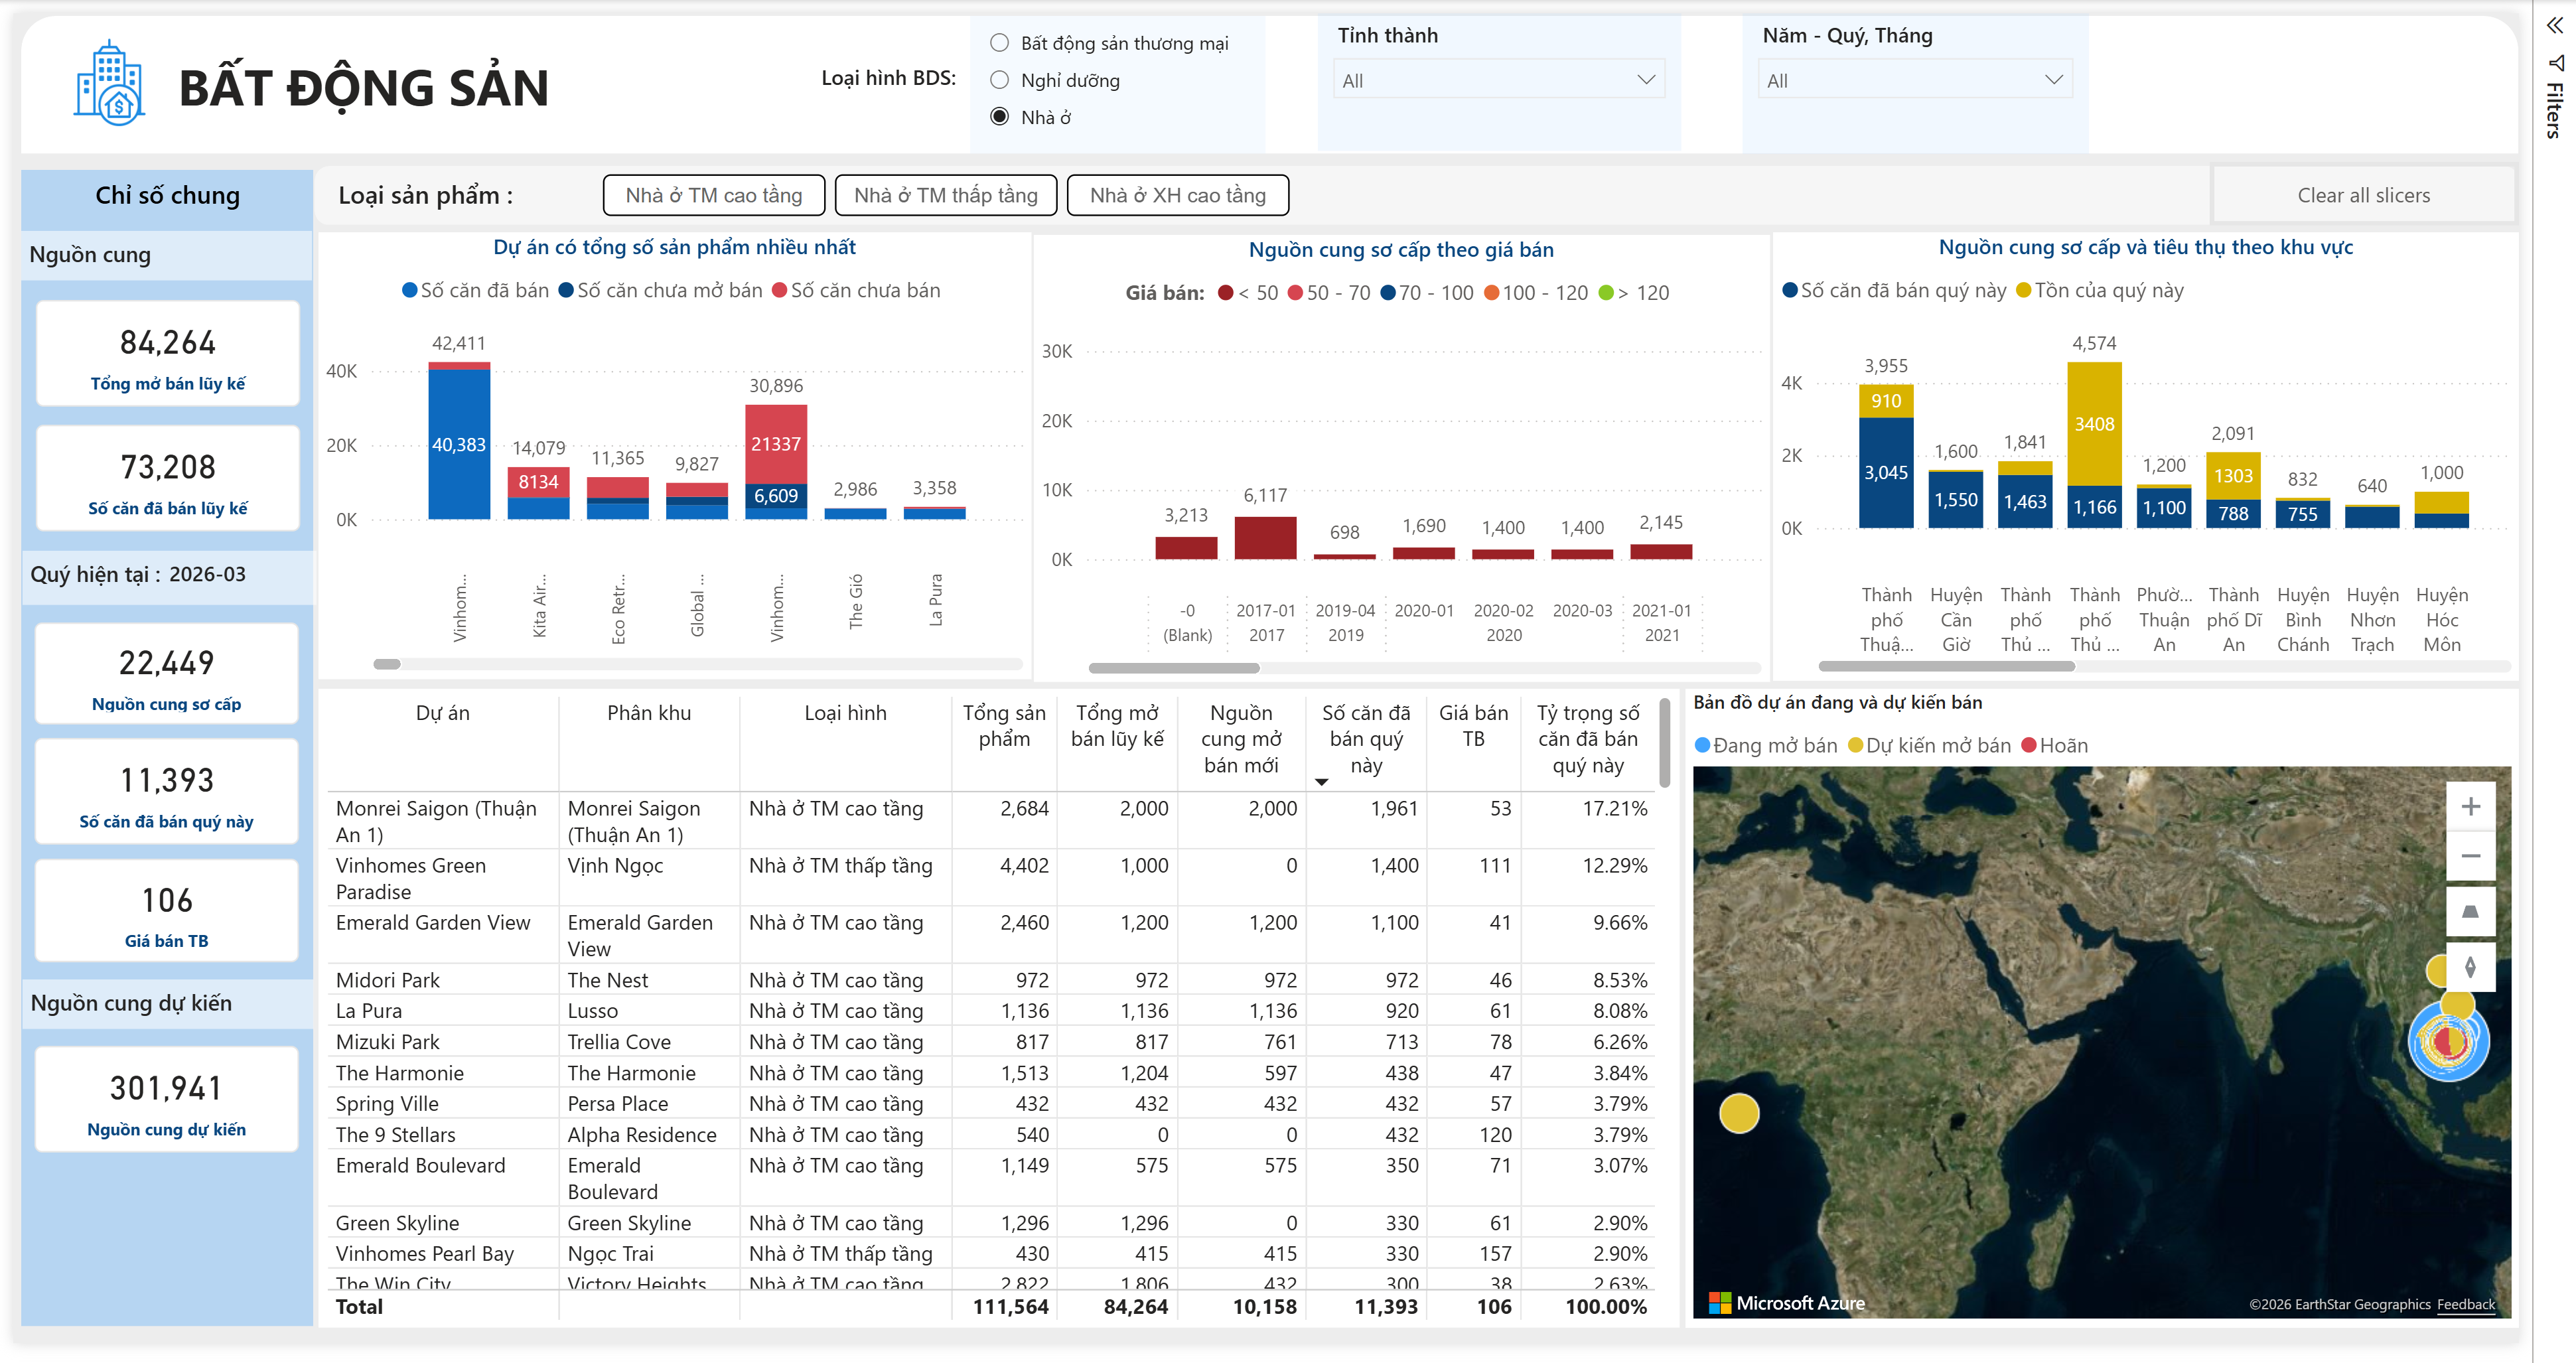 BẤT ĐỘNG SẢN
Loại hình BDS:
Bất động sản thương mại
Nghỉ dưỡng
Nhà ở
Tỉnh thành
All
Năm - Quý, Tháng
All
Filters
Chỉ số chung
Nguồn cung
84,264
Tổng mở bán lũy kế
73,208
Số căn đã bán lũy kế
Quý hiện tại : 2026-03
22,449
Nguồn cung sơ cấp
11,393
Số căn đã bán quý này
106
Giá bán TB
Nguồn cung dự kiến
301,941
Nguồn cung dự kiến
Loại sản phẩm :
Nhà ở TM cao tầng
Nhà ở TM thấp tầng
Nhà ở XH cao tầng
Clear all slicers
Dự án có tổng số sản phẩm nhiều nhất
Số căn đã bán Số căn chưa mở bán Số căn chưa bán
40K
20K
0K
42,411
40,383
14,079
8134
11,365
9,827
30,896
21337
6,609
2,986
3,358
Vinhom...
Kita Air...
Eco Retr...
Global ...
Vinhom...
The Gió
La Pura
Nguồn cung sơ cấp theo giá bán
Giá bán: < 50 50 - 70 70 - 100 100 - 120 > 120
30K
20K
10K
0K
3,213
6,117
698
1,690
1,400
1,400
2,145
-0 2017-01 2019-04 2020-01 2020-02 2020-03 2021-01
(Blank) 2017 2019 2020 2021
Nguồn cung sơ cấp và tiêu thụ theo khu vực
Số căn đã bán quý này Tồn của quý này
4K
2K
0K
3,955
910
3,045
1,600
1,550
1,841
1,463
4,574
3408
1,166
1,200
1,100
2,091
1303
788
832
755
640
1,000
Thành Huyện Thành Thành Phườ... Thành Huyện Huyện Huyện
phố Cần phố phố Thuận phố Dĩ Bình Nhơn Hóc
Thuậ... Giờ Thủ ... Thủ ... An An Chánh Trạch Môn
Dự án Phân khu Loại hình Tổng sản Tổng mở Nguồn Số căn đã Giá bán Tỷ trọng số
phẩm bán lũy kế cung mở bán quý TB căn đã bán
bán mới này quý này
Monrei Saigon (Thuận Monrei Saigon Nhà ở TM cao tầng 2,684 2,000 2,000 1,961 53 17.21%
An 1) (Thuận An 1)
Vinhomes Green Vịnh Ngọc Nhà ở TM thấp tầng 4,402 1,000 0 1,400 111 12.29%
Paradise
Emerald Garden View Emerald Garden Nhà ở TM cao tầng 2,460 1,200 1,200 1,100 41 9.66%
View
Midori Park The Nest Nhà ở TM cao tầng 972 972 972 972 46 8.53%
La Pura Lusso Nhà ở TM cao tầng 1,136 1,136 1,136 920 61 8.08%
Mizuki Park Trellia Cove Nhà ở TM cao tầng 817 817 761 713 78 6.26%
The Harmonie The Harmonie Nhà ở TM cao tầng 1,513 1,204 597 438 47 3.84%
Spring Ville Persa Place Nhà ở TM cao tầng 432 432 432 432 57 3.79%
The 9 Stellars Alpha Residence Nhà ở TM cao tầng 540 0 0 432 120 3.79%
Emerald Boulevard Emerald Nhà ở TM cao tầng 1,149 575 575 350 71 3.07%
Boulevard
Green Skyline Green Skyline Nhà ở TM cao tầng 1,296 1,296 0 330 61 2.90%
Vinhomes Pearl Bay Ngọc Trai Nhà ở TM thấp tầng 430 415 415 330 157 2.90%
The Win City Victory Heights Nhà ở TM cao tầng 2,822 1,806 432 300 38 2.63%
Total 111,564 84,264 10,158 11,393 106 100.00%
Bản đồ dự án đang và dự kiến bán
Đang mở bán Dự kiến mở bán Hoãn
Microsoft Azure
©2026 EarthStar Geographics Feedback